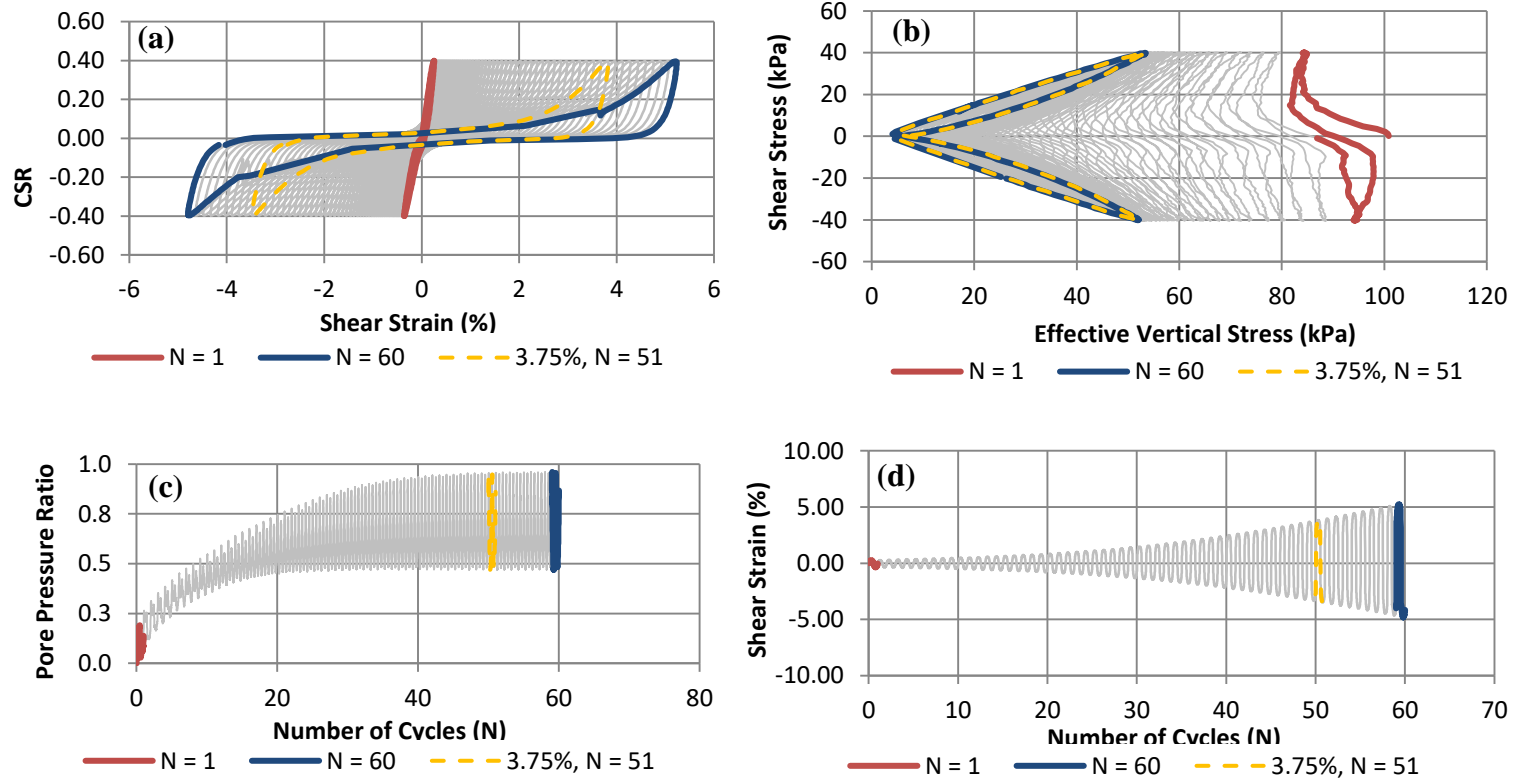 (a)
CSR
0.60
0.40
0.20
0.00
-0.20
-0.40
-0.60
-6 -4 -2 0 2 4 6
Shear Strain (%)
N = 1 N = 60 3.75%, N = 51
(b)
Shear Stress (kPa)
60
40
20
0
-20
-40
-60
0 20 40 60 80 100 120
Effective Vertical Stress (kPa)
N = 1 N = 60 3.75%, N = 51
(c)
Pore Pressure Ratio
1.0
0.8
0.5
0.3
0.0
0 20 40 60 80
Number of Cycles (N)
N = 1 N = 60 3.75%, N = 51
(d)
Shear Strain (%)
10.00
5.00
0.00
-5.00
-10.00
0 10 20 30 40 50 60 70
Number of Cycles (N)
N = 1 N = 60 3.75%, N = 51